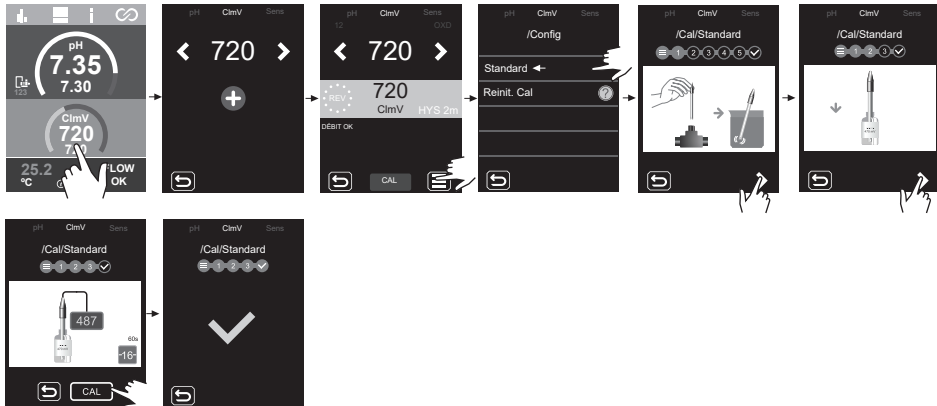 pH
7.35
7.30
123
ClmV
720
25.2
ºC
FLOW
OK
pH ClmV Sens
720
pH ClmV Sens
12 OXO
720
REV
720
ClmV
HYS 2m
DÉBIT OK
CAL
pH ClmV Sens
/Config
Standard
Reinit. Cal ?
pH ClmV Sens
/Cal/Standard
1 2 3 4 5
pH ClmV Sens
/Cal/Standard
1 2 3
pH ClmV Sens
/Cal/Standard
1 2 3
487
60s
-16-
CAL
pH ClmV Sens
/Cal/Standard
1 2 3